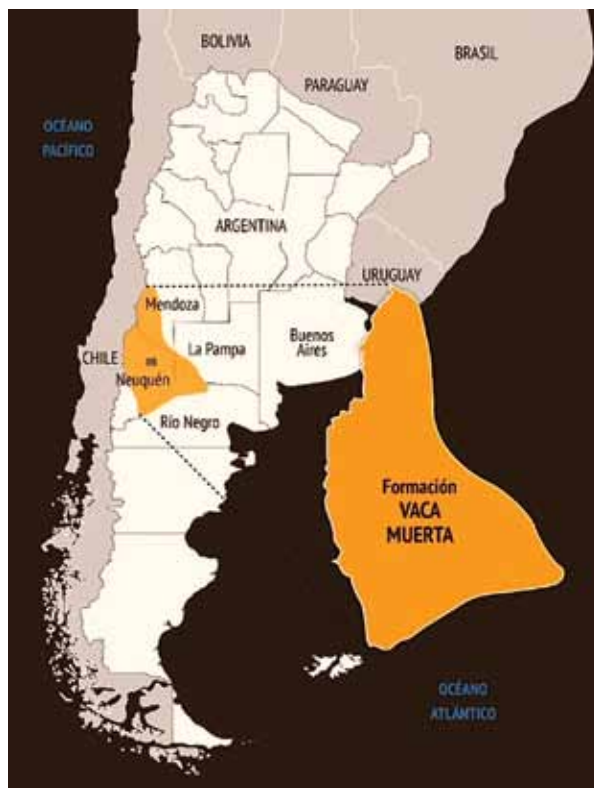 BOLIVIA
BRASIL
PARAGUAY
OCÉANO
PACÍFICO
ARGENTINA
URUGUAY
Mendoza
Buenos
Aires
La Pampa
CHILE
Neuquén
Río Negro
Formación
VACA
MUERTA
OCÉANO
ATLÁNTICO